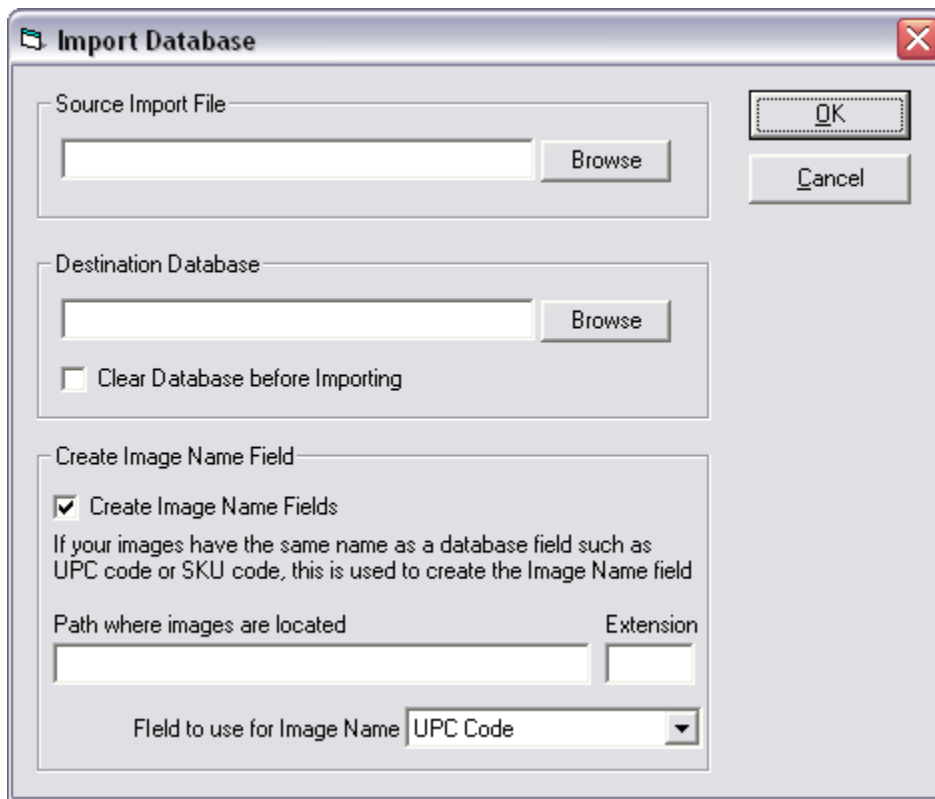 Import Database
Source Import File
OK
Browse
Cancel
Destination Database
Browse
Clear Database before Importing
Create Image Name Field
Create Image Name Fields
If your images have the same name as a database field such as
UPC code or SKU code, this is used to create the Image Name field
Path where images are located Extension
FIeld to use for Image Name UPC Code